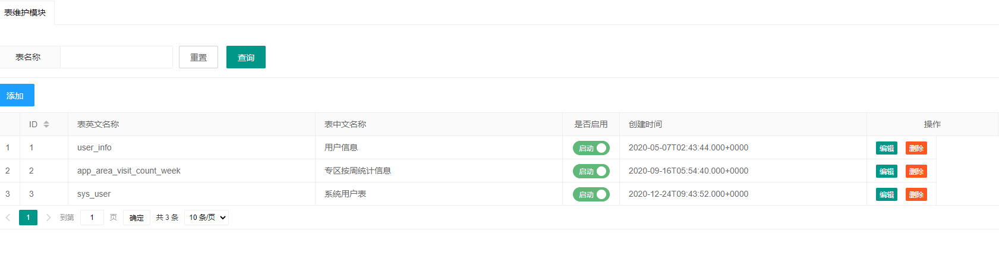 表维护模块
表名称 重置 查询
添加
ID 表英文名称 表中文名称 是否启用 创建时间 操作
1 1 user_info 用户信息 启动 2020-05-07T02:43:44.000+0000 编辑 删除
2 2 app_area_visit_count_week 专区按周统计信息 启动 2020-09-16T05:54:40.000+0000 编辑 删除
3 3 sys_user 系统用户表 启动 2020-12-24T09:43:52.000+0000 编辑 删除
1 到第 1 页 确定 共 3 条 10 条/页